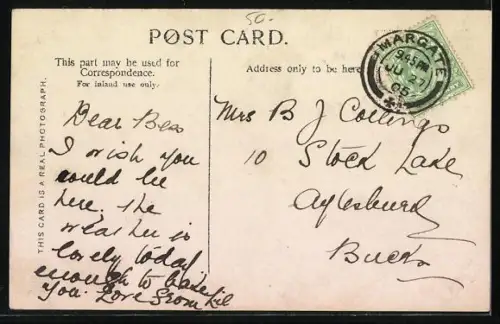 50.
POST CARD.
This part may be used for
Correspondence.
For inland use only.
Address only to be here
THIS CARD IS A REAL PHOTOGRAPH.
MARGATE
9.45 PM
JU 27
05
Dear Bess
I wish you
could be
here. The
weather is
lovely today
enough to bake
you. Love from Lil
Mrs B J Collings
10 Stock Lake
Aylesbury
Bucks